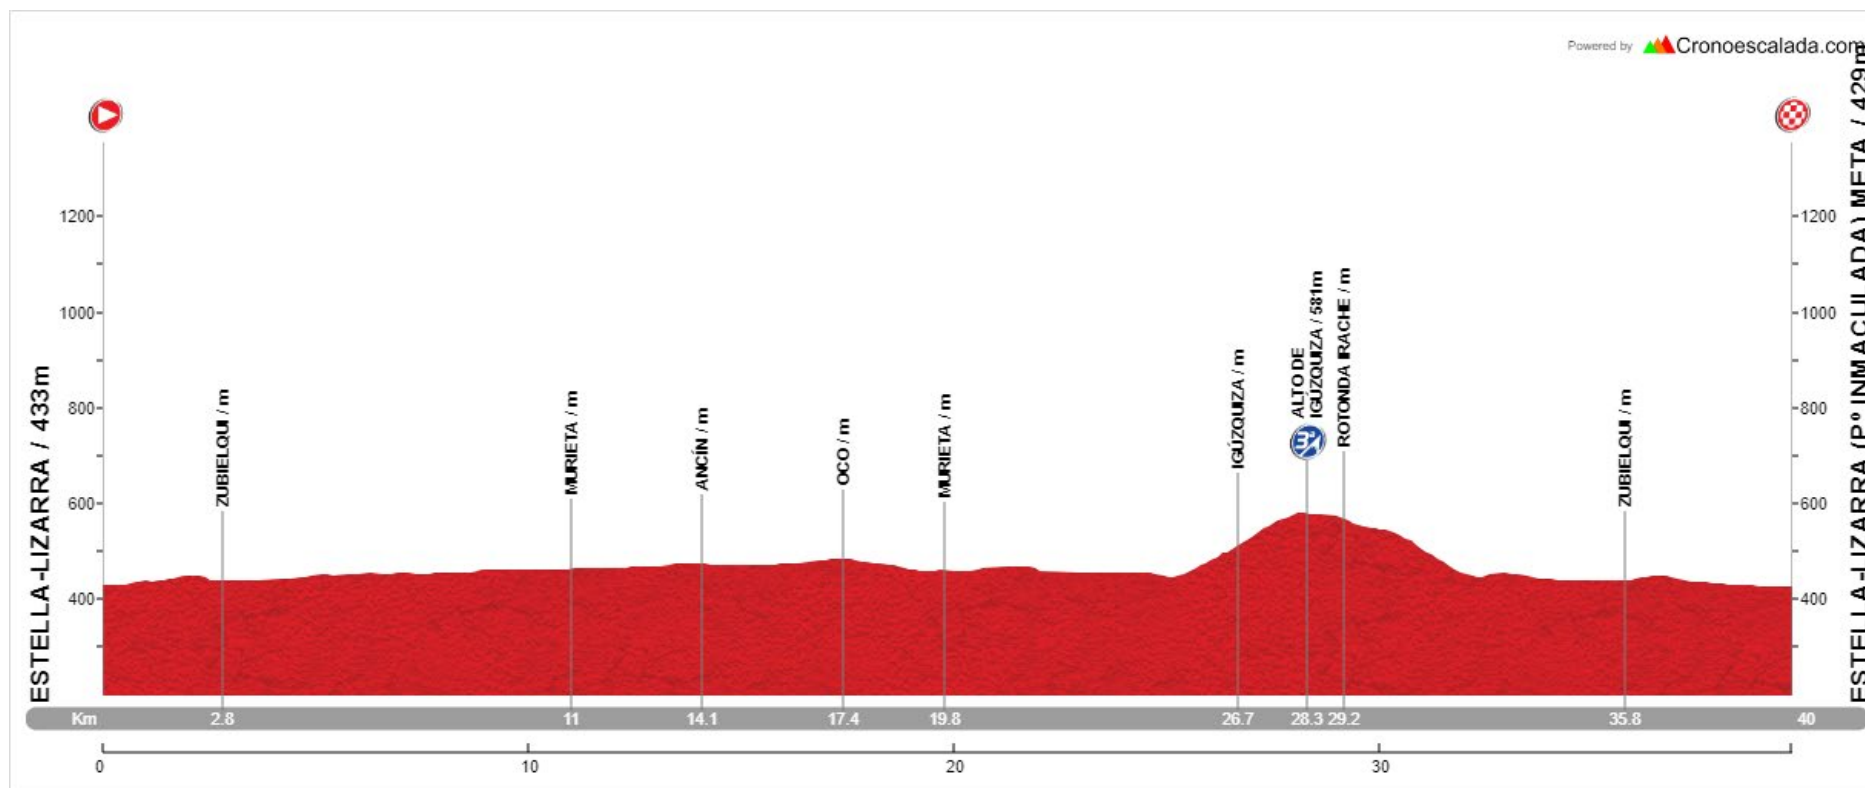 Powered by Cronoescalada.com
ESTELLA-LIZARRA / 433m
1200
1000
800
600
400
ZUBIELQUI / m
MURIETA / m
ANCÍN / m
OCO / m
MURIETA / m
IGÚZQUIZA / m
ALTO DE
IGÚZQUIZA / 581m
3ª
ROTONDA IRACHE / m
ZUBIELQUI / m
1200
1000
800
600
400
ESTELLA-LIZARRA (Pº INMACULADA) META / 429m
Km 2.8 11 14.1 17.4 19.8 26.7 28.3 29.2 35.8 40
0 10 20 30